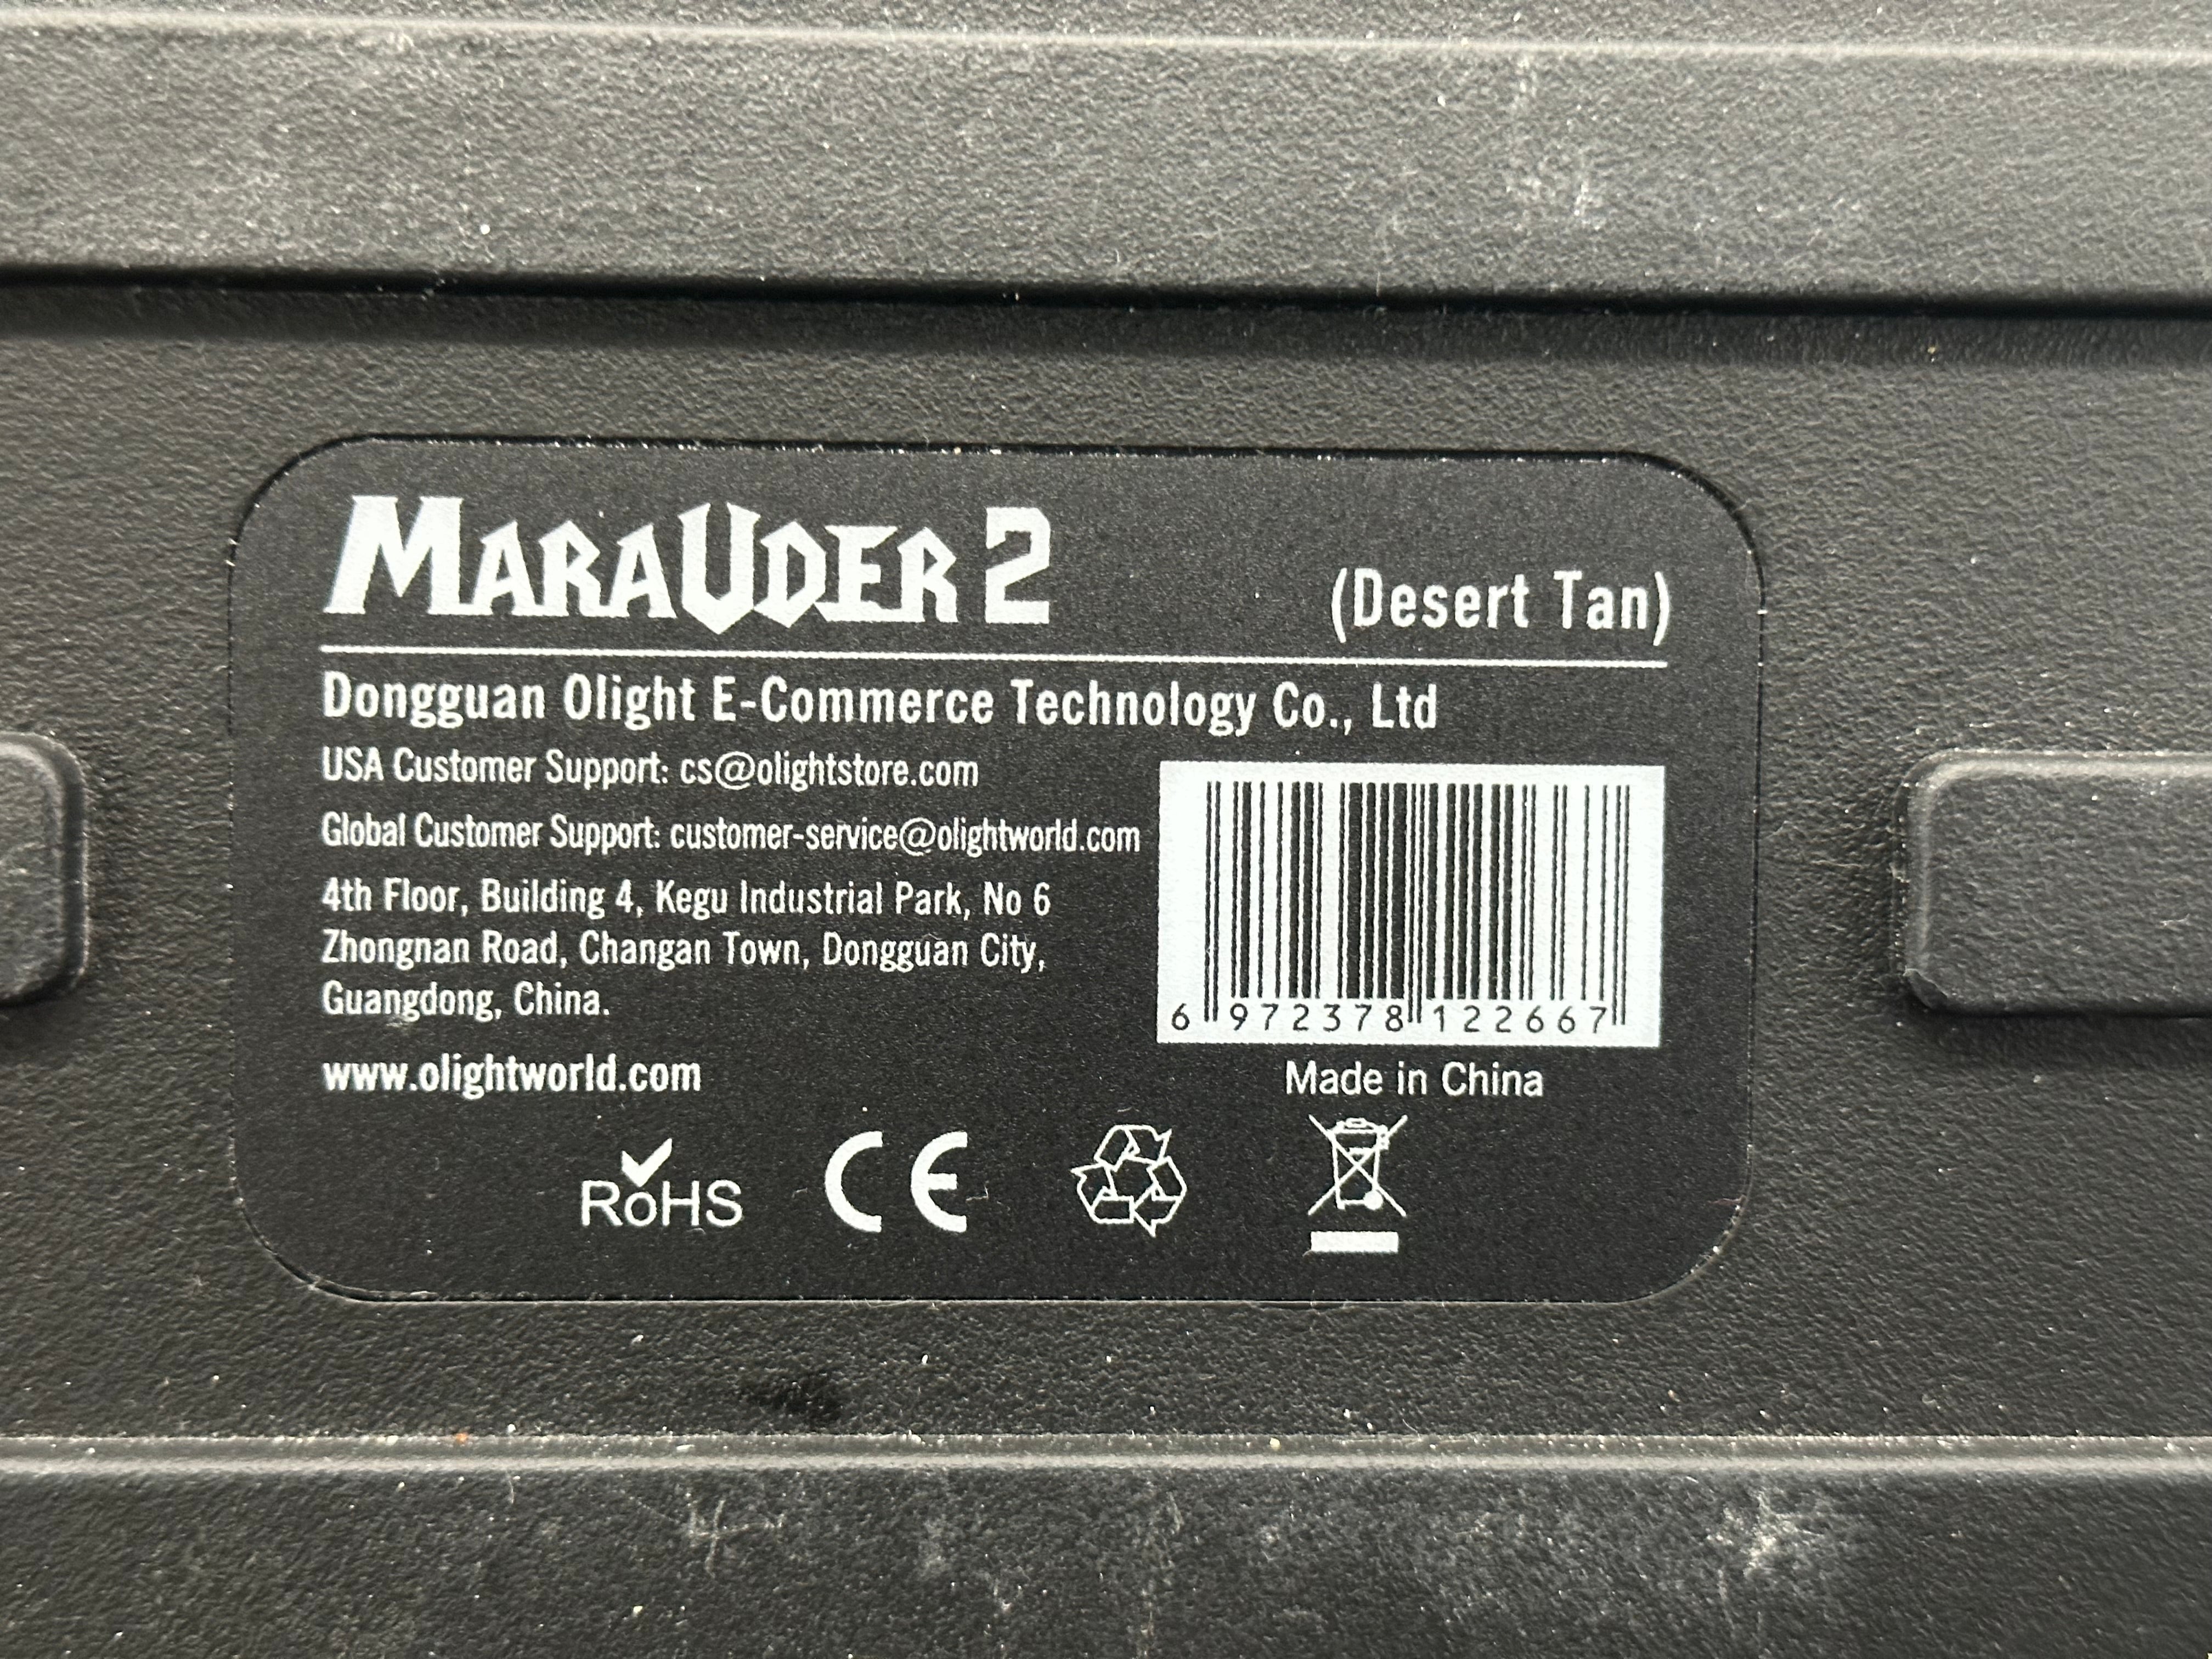 MARAUDER 2
(Desert Tan)
Dongguan Olight E-Commerce Technology Co., Ltd
USA Customer Support: cs@olightstore.com
Global Customer Support: customer-service@olightworld.com
4th Floor, Building 4, Kegu Industrial Park, No 6
Zhongnan Road, Changan Town, Dongguan City,
Guangdong, China.
www.olightworld.com
6 972378 122667
Made in China
RoHS
CE